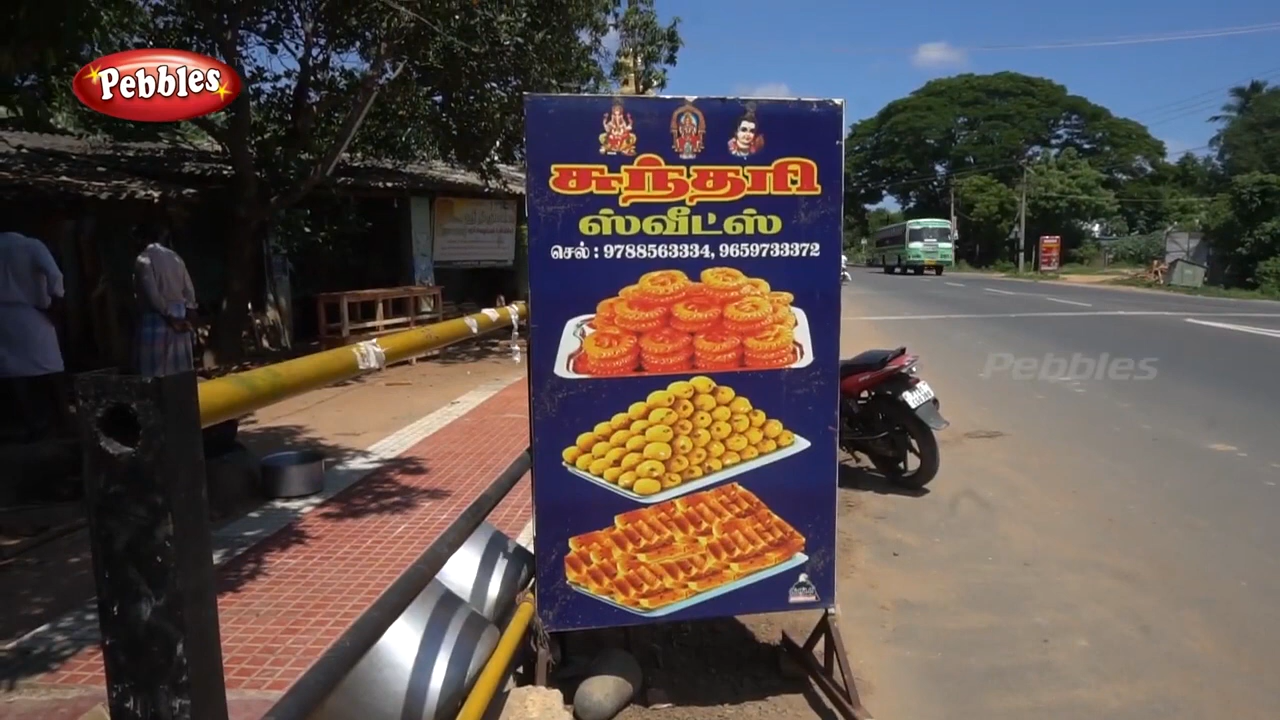 Pebbles
சுந்தரி
ஸ்வீட்ஸ்
செல் : 9788563334, 9659733372
Pebbles